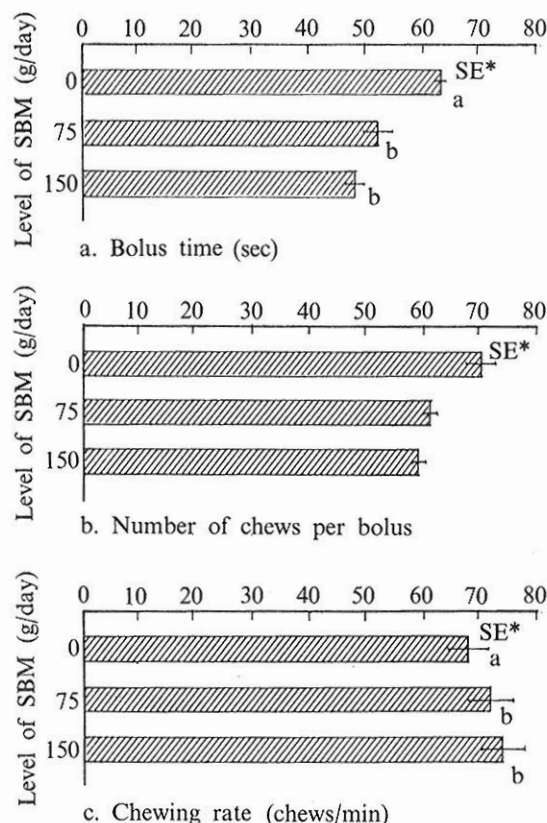 0 10 20 30 40 50 60 70 80
Level of SBM (g/day)
0
SE*
a
75
b
150
b
a. Bolus time (sec)
0 10 20 30 40 50 60 70 80
Level of SBM (g/day)
0
SE*
75
150
b. Number of chews per bolus
0 10 20 30 40 50 60 70 80
Level of SBM (g/day)
0
SE*
a
75
b
150
b
c. Chewing rate (chews/min)